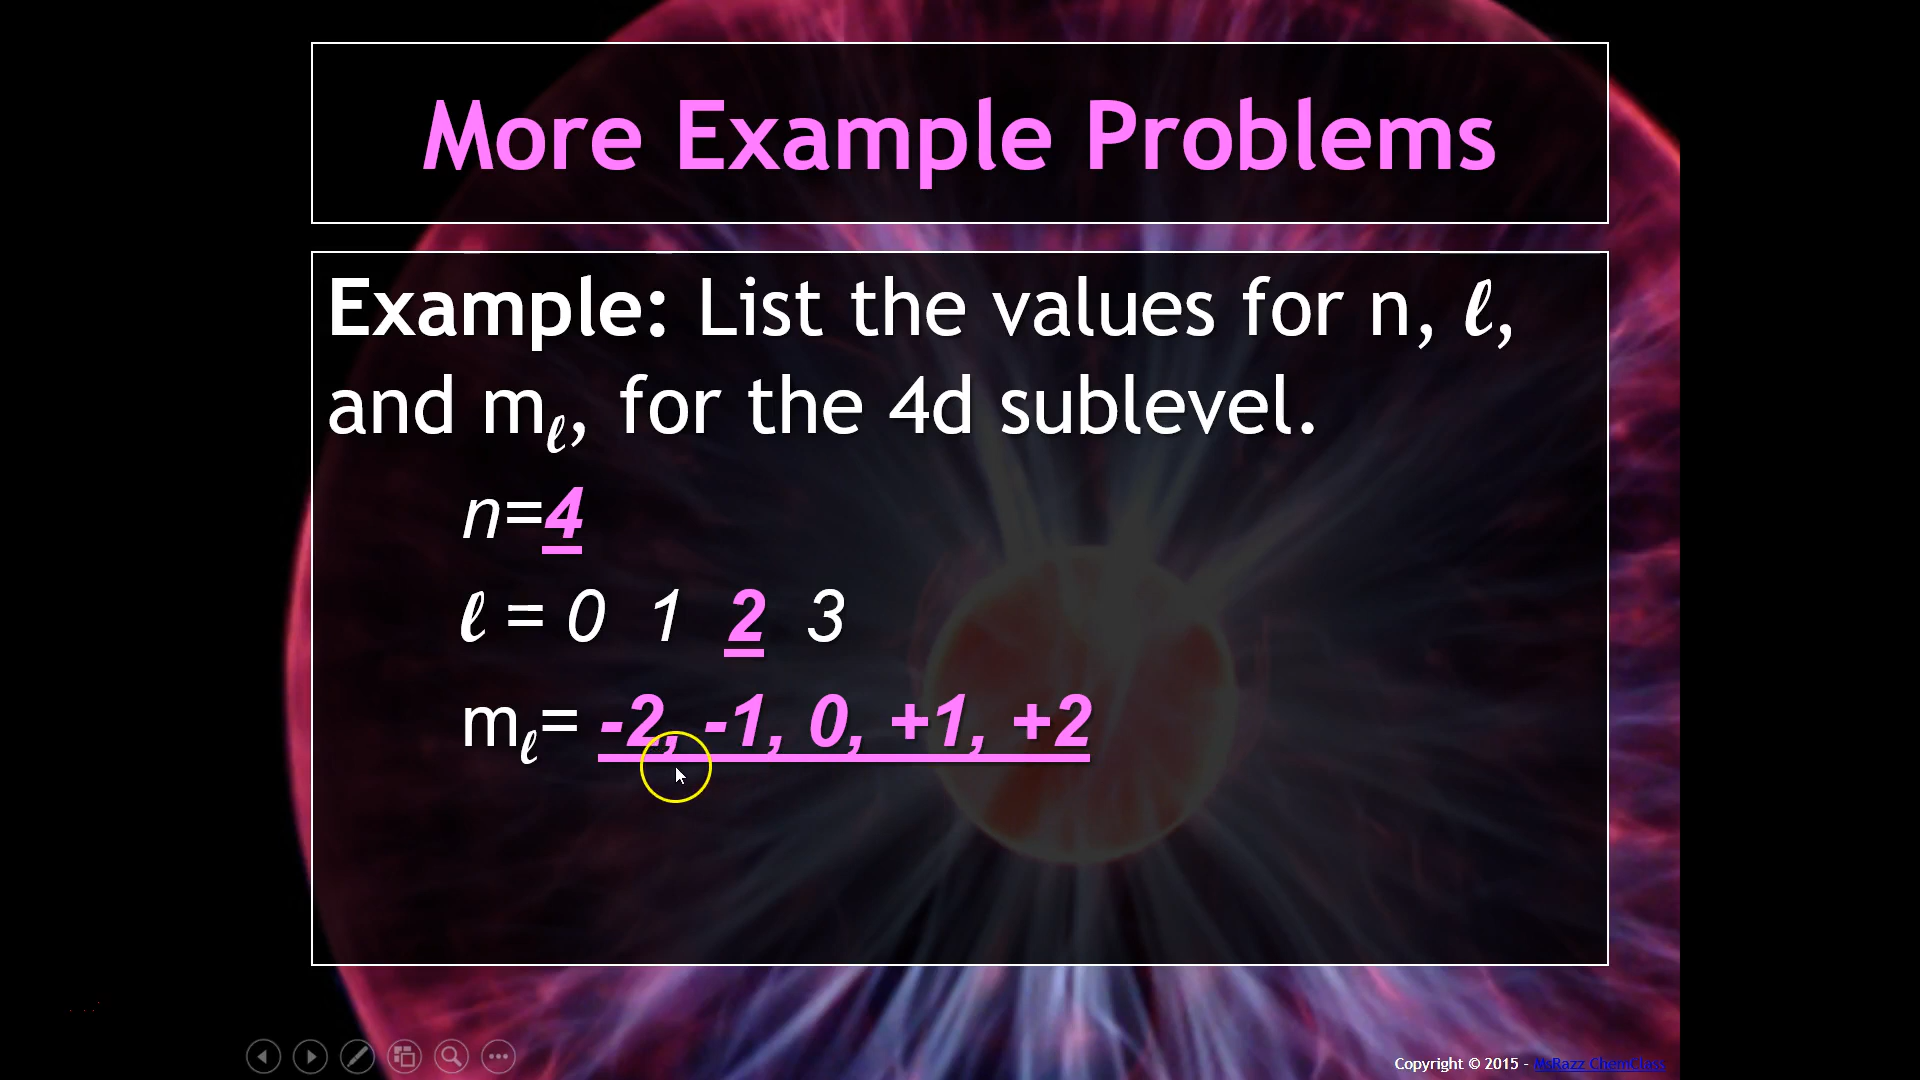 More Example Problems
Example: List the values for n, ℓ,
and mℓ, for the 4d sublevel.
n=4
ℓ = 0 1 2 3
mℓ= -2, -1, 0, +1, +2
Copyright © 2015 - MsRazz ChemClass